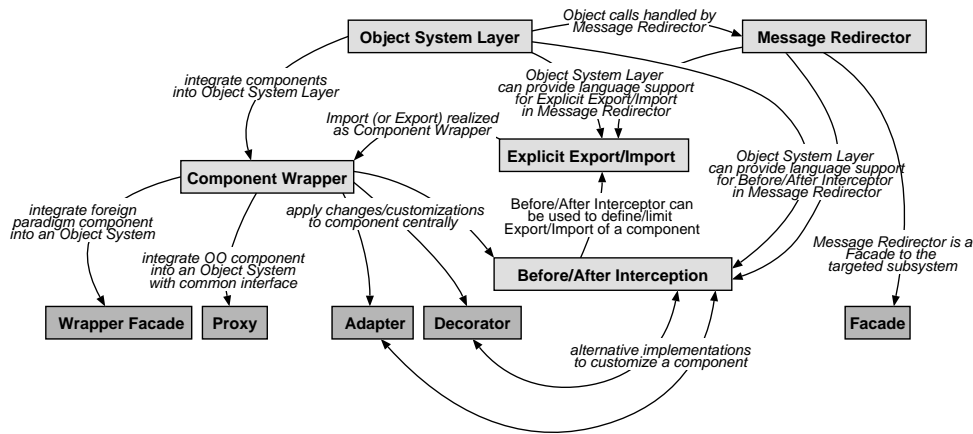 Object calls handled by
Message Redirector
Object System Layer
Message Redirector
integrate components
into Object System Layer
Object System Layer
can provide language support
for Explicit Export/Import
in Message Redirector
Import (or Export) realized
as Component Wrapper
Explicit Export/Import
Object System Layer
can provide language support
for Before/After Interceptor
in Message Redirector
Component Wrapper
integrate foreign
paradigm component
into an Object System
apply changes/customizations
to component centrally
Before/After Interceptor can
be used to define/limit
Export/Import of a component
integrate OO component
into an Object System
with common interface
Message Redirector is a
Facade to the
targeted subsystem
Before/After Interception
Wrapper Facade
Proxy
Adapter
Decorator
Facade
alternative implementations
to customize a component